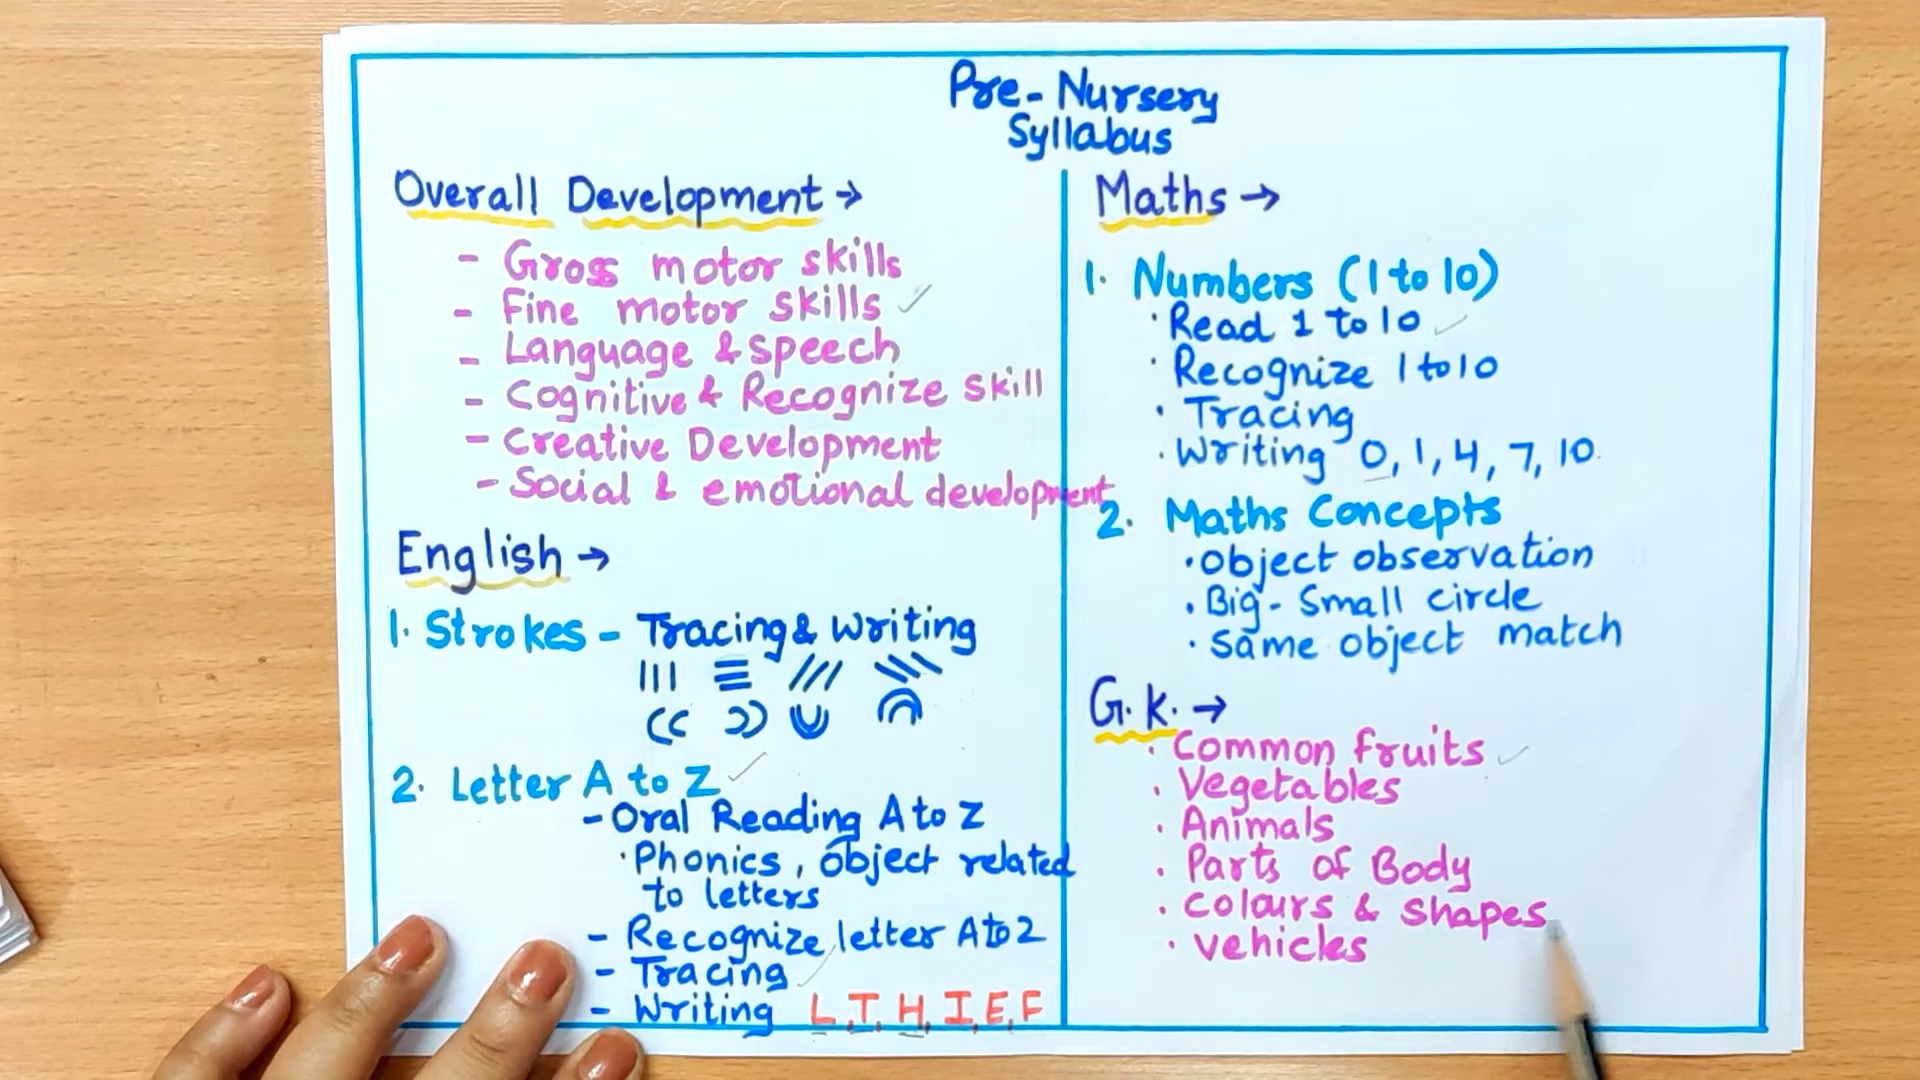 Pre-Nursery
Syllabus
Overall Development →
- Gross motor skills
- Fine motor skills ✓
- Language & speech
- Cognitive & Recognize skill
- Creative Development
- Social & emotional development
English →
1. Strokes - Tracing & Writing
2. Letter A to Z ✓
- Oral Reading A to Z
· Phonics, object related
to letters
- Recognize letter A to Z
- Tracing ✓
- Writing L, T, H, I, E, F
Maths →
1. Numbers (1 to 10)
· Read 1 to 10 ✓
· Recognize 1 to 10
· Tracing
· Writing 0, 1, 4, 7, 10.
2. Maths Concepts
· Object observation
· Big - Small circle
· Same object match
G.K. →
· Common fruits ✓
· Vegetables
· Animals
· Parts of Body
· Colours & shapes
· Vehicles